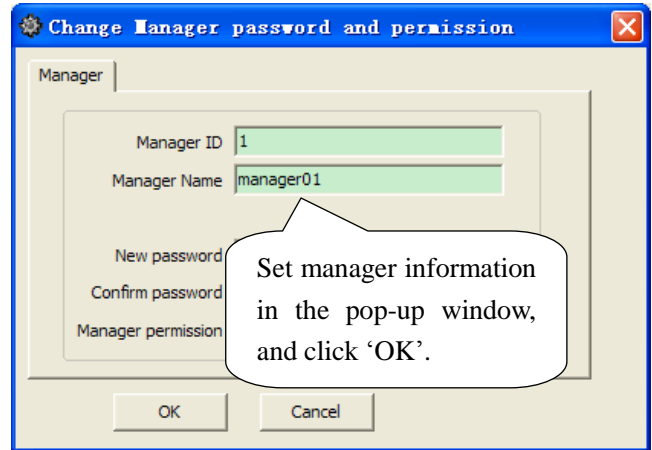 Change Manager password and permission
Manager
Manager ID 1
Manager Name manager01
New password
Confirm password
Manager permission
Set manager information
in the pop-up window,
and click ‘OK’.
OK Cancel